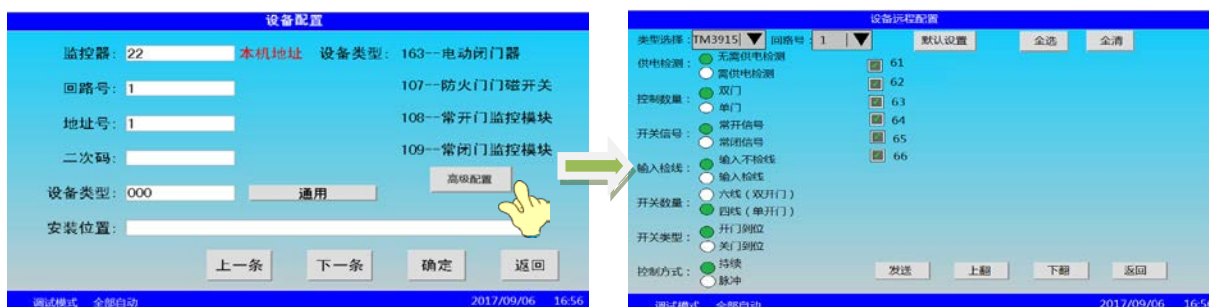 设备配置
监控器: 22 本机地址 设备类型: 163--电动闭门器
回路号: 1 107--防火门门磁开关
地址号: 1 108--常开门监控模块
二次码: 109--常闭门监控模块
高级配置
设备类型: 000 通用
安装位置:
上一条 下一条 确定 返回
调试模式 全部自动 2017/09/06 16:56
设备远程配置
类型选择: TM3915 回路号: 1 默认设置 全选 全清
供电检测: 无需供电检测 61
需供电检测 62
控制数量: 双门 63
单门 64
开关信号: 常开信号 65
常闭信号 66
输入检线: 输入不检线
输入检线
开关数量: 六线(双开门)
四线(单开门)
开关类型: 开门到位
关门到位
控制方式: 持续 发送 上翻 下翻 返回
脉冲
调试模式 全部自动 2017/09/06 16:56